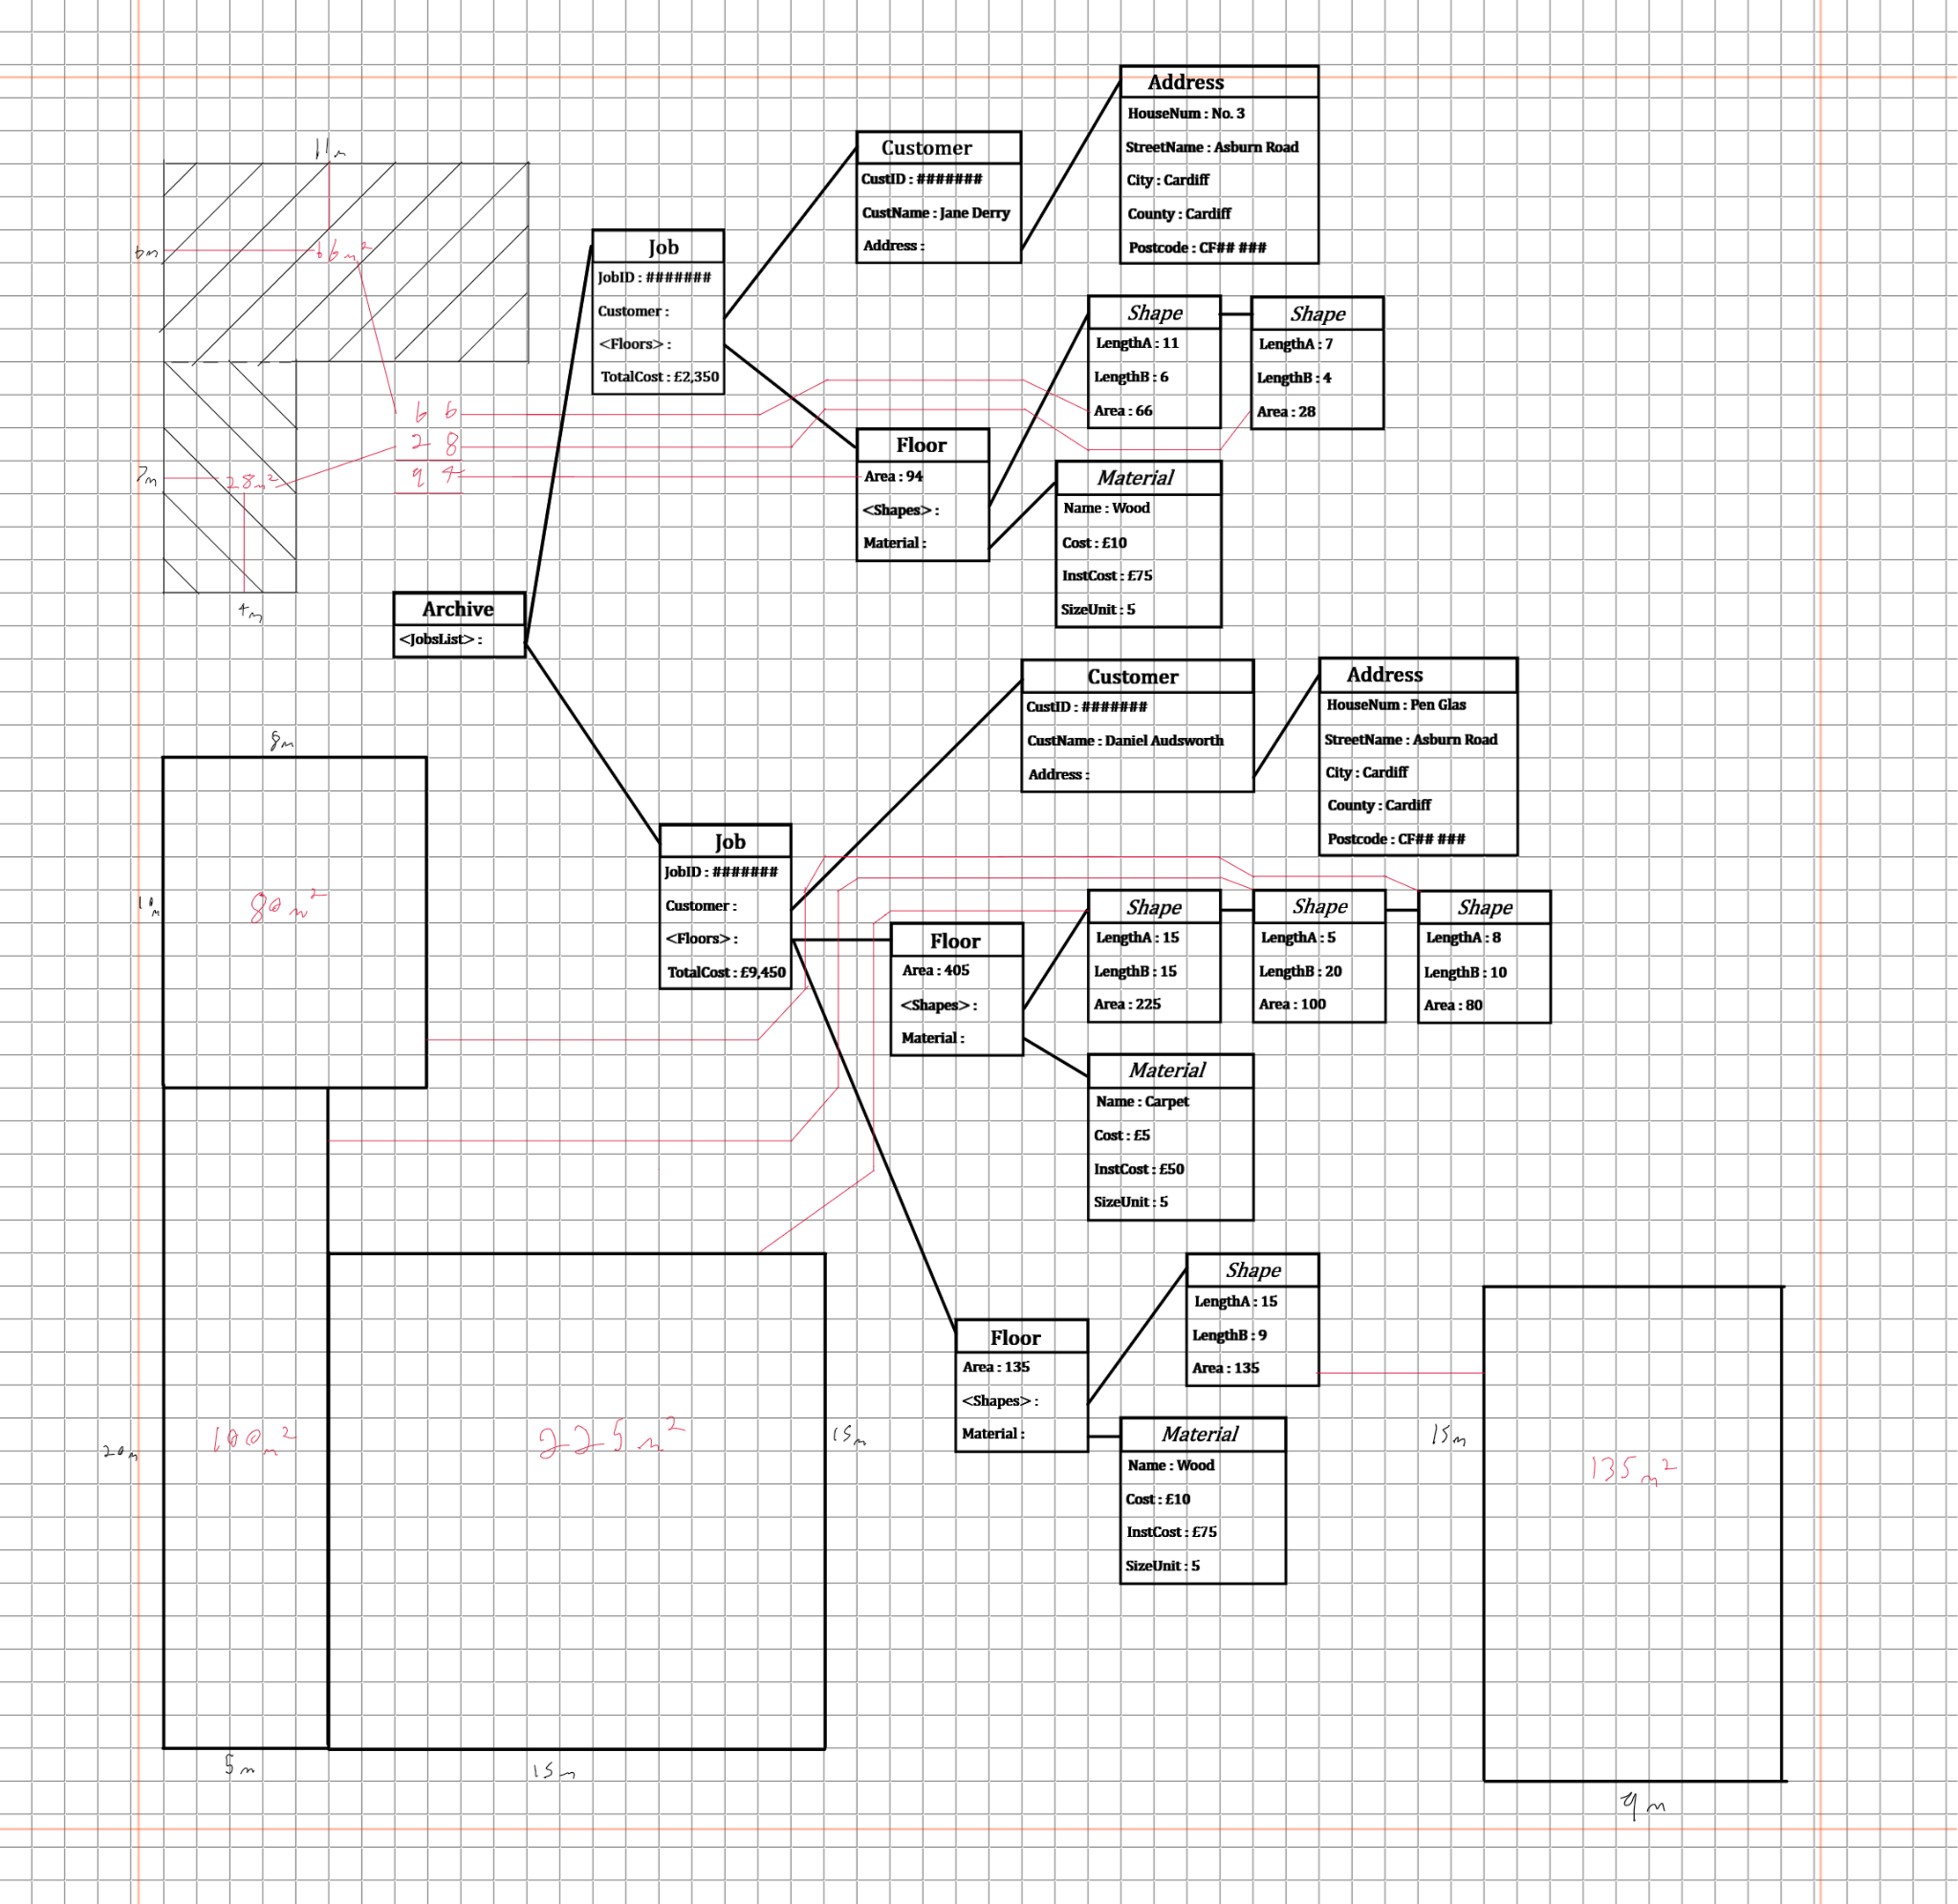 Address
HouseNum : No. 3
StreetName : Asburn Road
City : Cardiff
County : Cardiff
Postcode : CF## ###
Customer
CustID : #######
CustName : Jane Derry
Address :
11m
6m
66m²
Job
JobID : #######
Customer :
<Floors> :
TotalCost : £2,350
Shape
LengthA : 11
LengthB : 6
Area : 66
Shape
LengthA : 7
LengthB : 4
Area : 28
66
28
94
7m
28m²
4m
Floor
Area : 94
<Shapes> :
Material :
Material
Name : Wood
Cost : £10
InstCost : £75
SizeUnit : 5
Archive
<JobsList> :
Customer
CustID : #######
CustName : Daniel Audsworth
Address :
Address
HouseNum : Pen Glas
StreetName : Asburn Road
City : Cardiff
County : Cardiff
Postcode : CF## ###
8m
10m
80m²
Job
JobID : #######
Customer :
<Floors> :
TotalCost : £9,450
Floor
Area : 405
<Shapes> :
Material :
Shape
LengthA : 15
LengthB : 15
Area : 225
Shape
LengthA : 5
LengthB : 20
Area : 100
Shape
LengthA : 8
LengthB : 10
Area : 80
Material
Name : Carpet
Cost : £5
InstCost : £50
SizeUnit : 5
Shape
LengthA : 15
LengthB : 9
Area : 135
Floor
Area : 135
<Shapes> :
Material :
Material
Name : Wood
Cost : £10
InstCost : £75
SizeUnit : 5
20m
100m²
225m²
15m
15m
135m²
5m
15m
9m